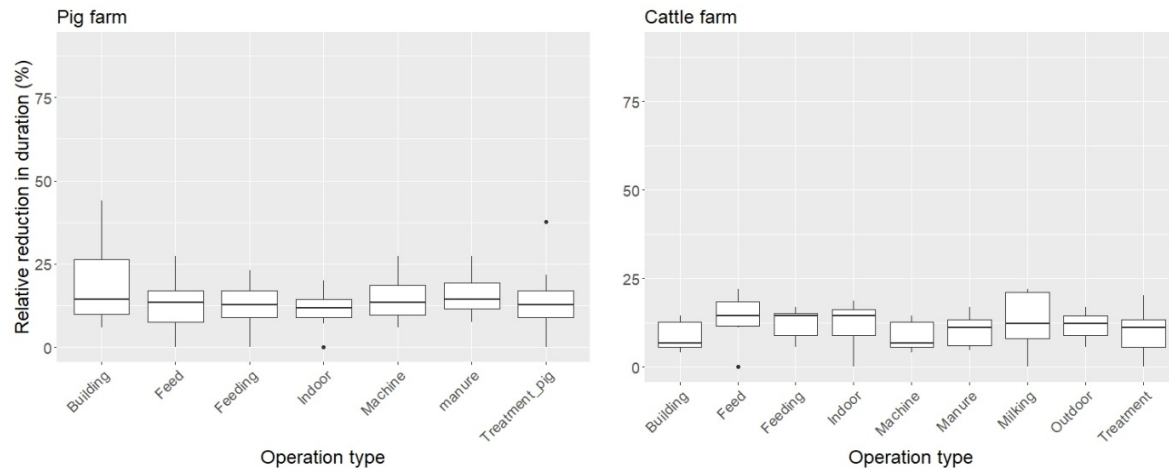 Pig farm
Relative reduction in duration (%)
75
50
25
0
Building
Feed
Feeding
Indoor
Machine
manure
Treatment_pig
Operation type
Cattle farm
75
50
25
0
Building
Feed
Feeding
Indoor
Machine
Manure
Milking
Outdoor
Treatment
Operation type